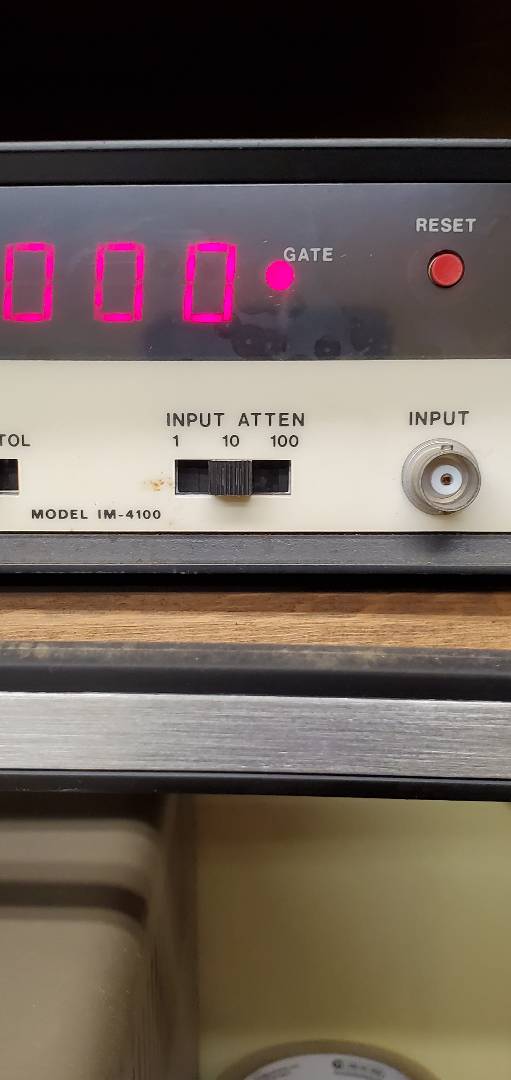 RESET
GATE
000
INPUT ATTEN
INPUT
1 10 100
TOL
MODEL IM-4100